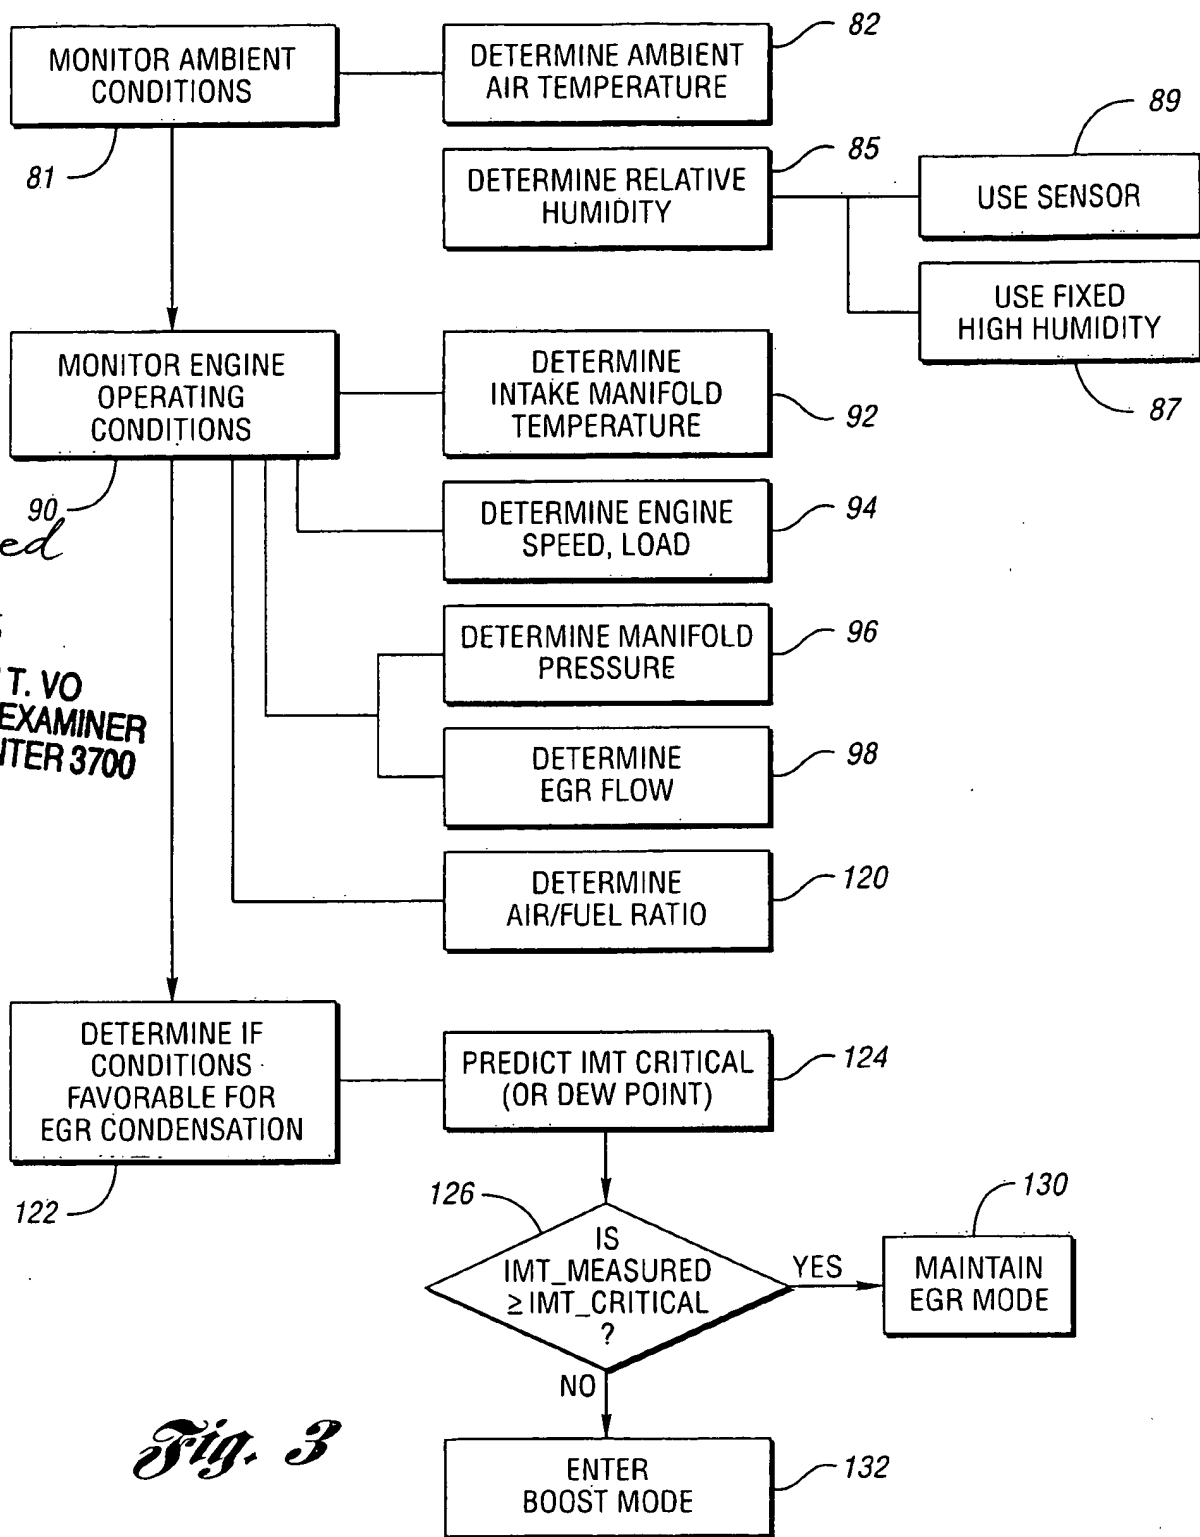 MONITOR AMBIENT
CONDITIONS
81
DETERMINE AMBIENT
AIR TEMPERATURE
82
DETERMINE RELATIVE
HUMIDITY
85
USE SENSOR
89
USE FIXED
HIGH HUMIDITY
87
MONITOR ENGINE
OPERATING
CONDITIONS
90
DETERMINE
INTAKE MANIFOLD
TEMPERATURE
92
DETERMINE ENGINE
SPEED, LOAD
94
DETERMINE MANIFOLD
PRESSURE
96
DETERMINE
EGR FLOW
98
DETERMINE
AIR/FUEL RATIO
120
T. VO
EXAMINER
NTER 3700
DETERMINE IF
CONDITIONS
FAVORABLE FOR
EGR CONDENSATION
122
PREDICT IMT CRITICAL
(OR DEW POINT)
124
126
IS
IMT_MEASURED
≥ IMT_CRITICAL
?
YES
MAINTAIN
EGR MODE
130
NO
ENTER
BOOST MODE
132
Fig. 3